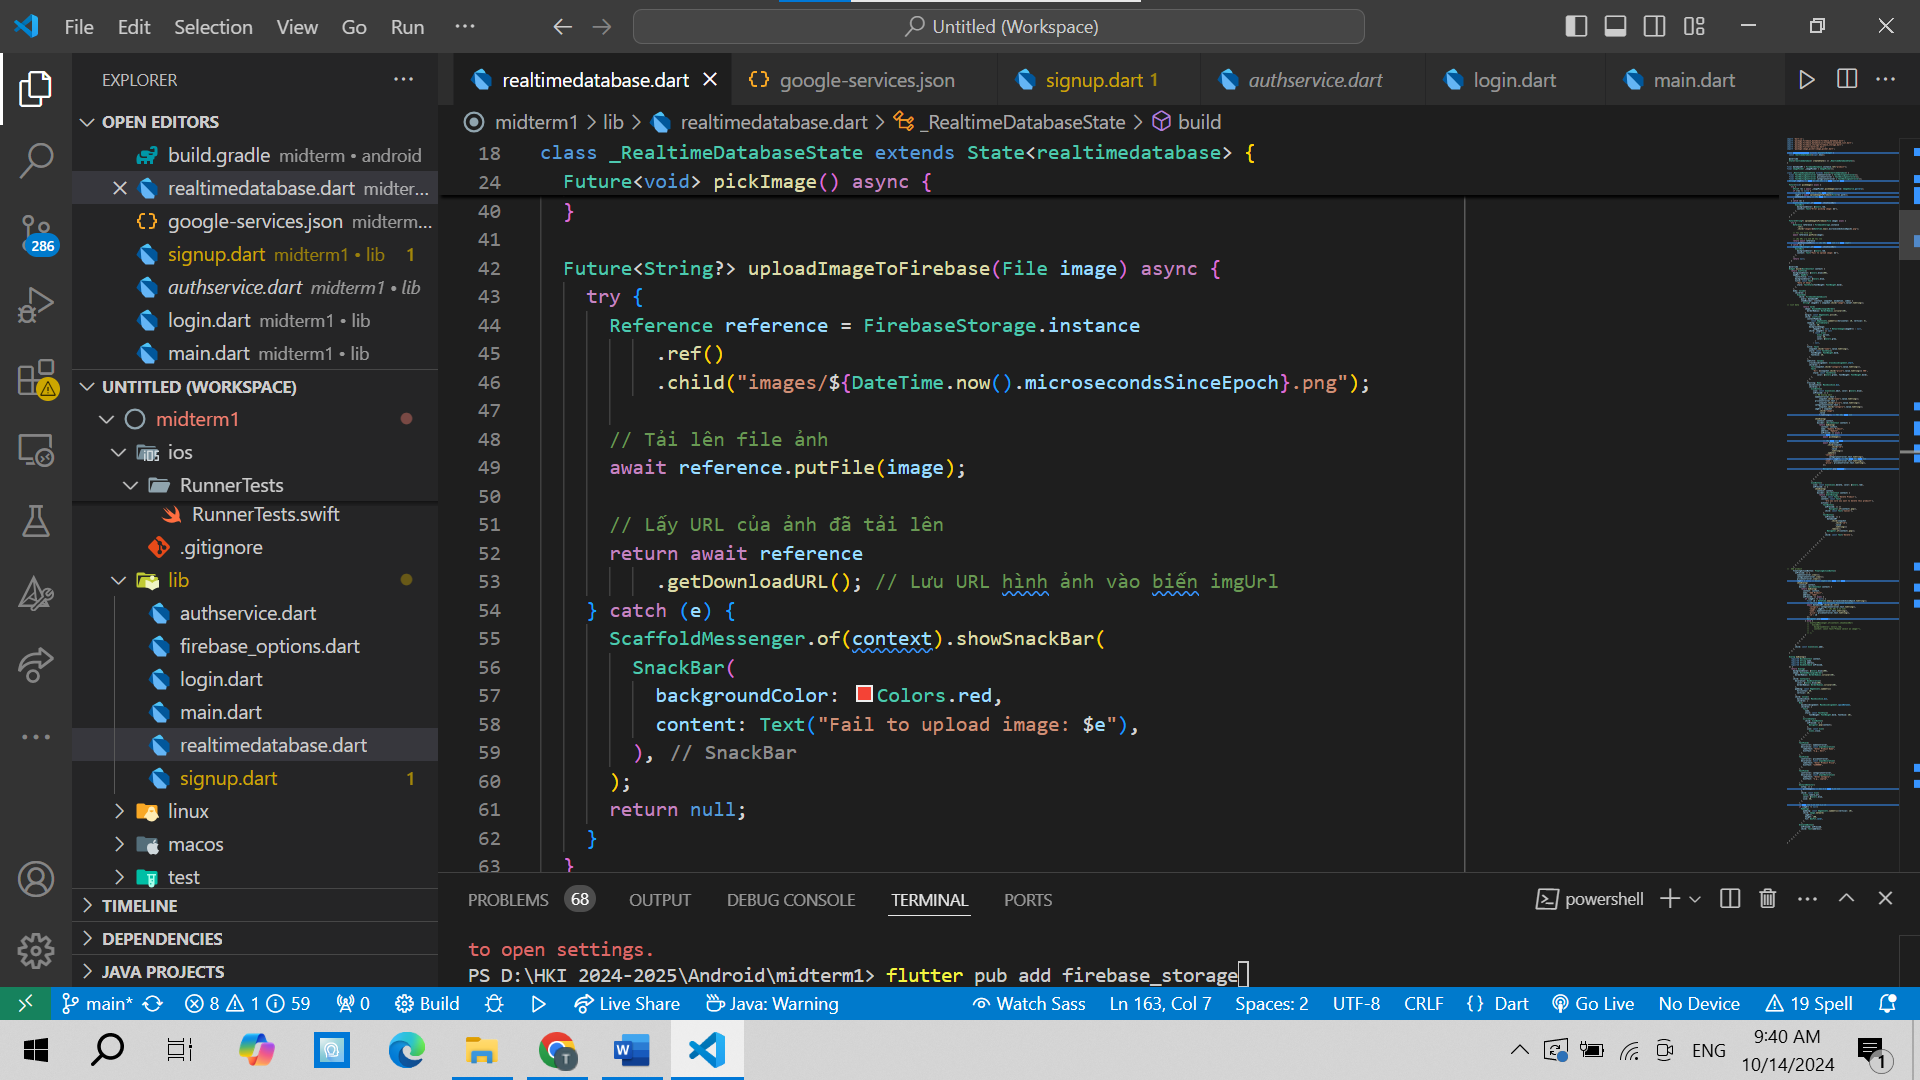 File Edit Selection View Go Run ··· Untitled (Workspace)
EXPLORER ···
OPEN EDITORS
build.gradle midterm • android
realtimedatabase.dart midter...
google-services.json midterm...
signup.dart midterm1 • lib 1
authservice.dart midterm1 • lib
login.dart midterm1 • lib
main.dart midterm1 • lib
286
UNTITLED (WORKSPACE)
midterm1
ios
RunnerTests
RunnerTests.swift
.gitignore
lib
authservice.dart
firebase_options.dart
login.dart
main.dart
realtimedatabase.dart
signup.dart 1
linux
macos
test
TIMELINE
DEPENDENCIES
JAVA PROJECTS
realtimedatabase.dart google-services.json signup.dart 1 authservice.dart login.dart main.dart
midterm1 > lib > realtimedatabase.dart > _RealtimeDatabaseState > build
18 class _RealtimeDatabaseState extends State<realtimedatabase> {
24 Future<void> pickImage() async {
40 }
41
42 Future<String?> uploadImageToFirebase(File image) async {
43 try {
44 Reference reference = FirebaseStorage.instance
45 .ref()
46 .child("images/${DateTime.now().microsecondsSinceEpoch}.png");
47
48 // Tải lên file ảnh
49 await reference.putFile(image);
50
51 // Lấy URL của ảnh đã tải lên
52 return await reference
53 .getDownloadURL(); // Lưu URL hình ảnh vào biến imgUrl
54 } catch (e) {
55 ScaffoldMessenger.of(context).showSnackBar(
56 SnackBar(
57 backgroundColor: Colors.red,
58 content: Text("Fail to upload image: $e"),
59 ), // SnackBar
60 );
61 return null;
62 }
63 }
PROBLEMS 68 OUTPUT DEBUG CONSOLE TERMINAL PORTS powershell
to open settings.
PS D:\HKI 2024-2025\Android\midterm1> flutter pub add firebase_storage
main* 8 1 59 0 Build Live Share Java: Warning Watch Sass Ln 163, Col 7 Spaces: 2 UTF-8 CRLF {} Dart Go Live No Device 19 Spell
T W ENG 9:40 AM 10/14/2024 1